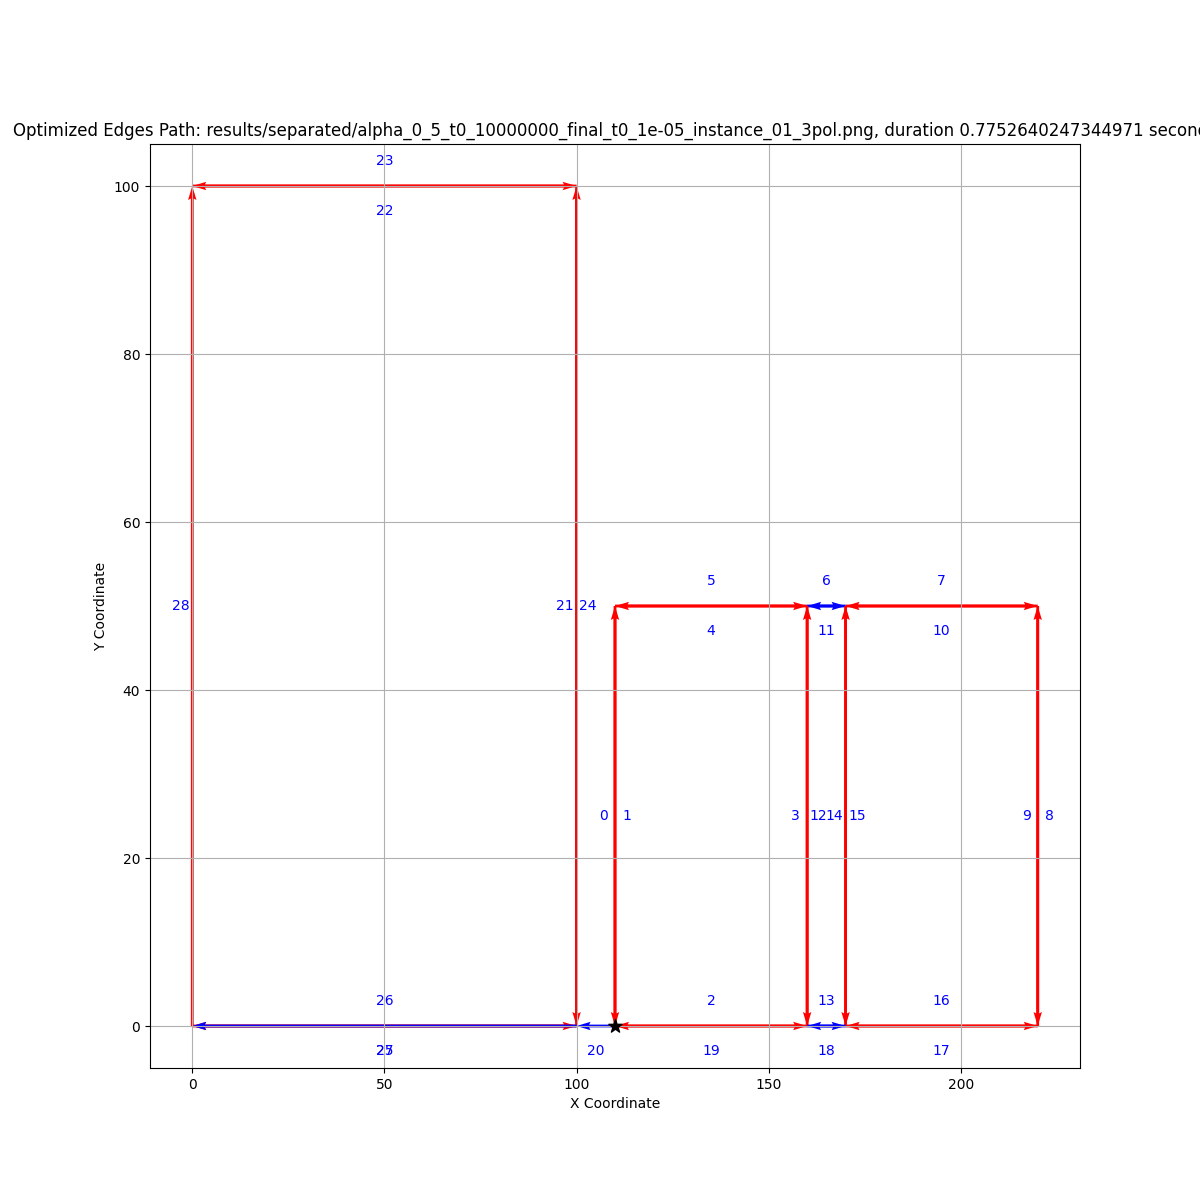 Optimized Edges Path: results/separated/alpha_0_5_t0_10000000_final_t0_1e-05_instance_01_3pol.png, duration 0.7752640247344971 secon
23
100
22
80
60
5 6 7
28 21 24
4 11 10
Y Coordinate
40
20
0 1 3 12 14 15 9 8
26 2 13 16
0
20 19 18 17
0 50 100 150 200
X Coordinate